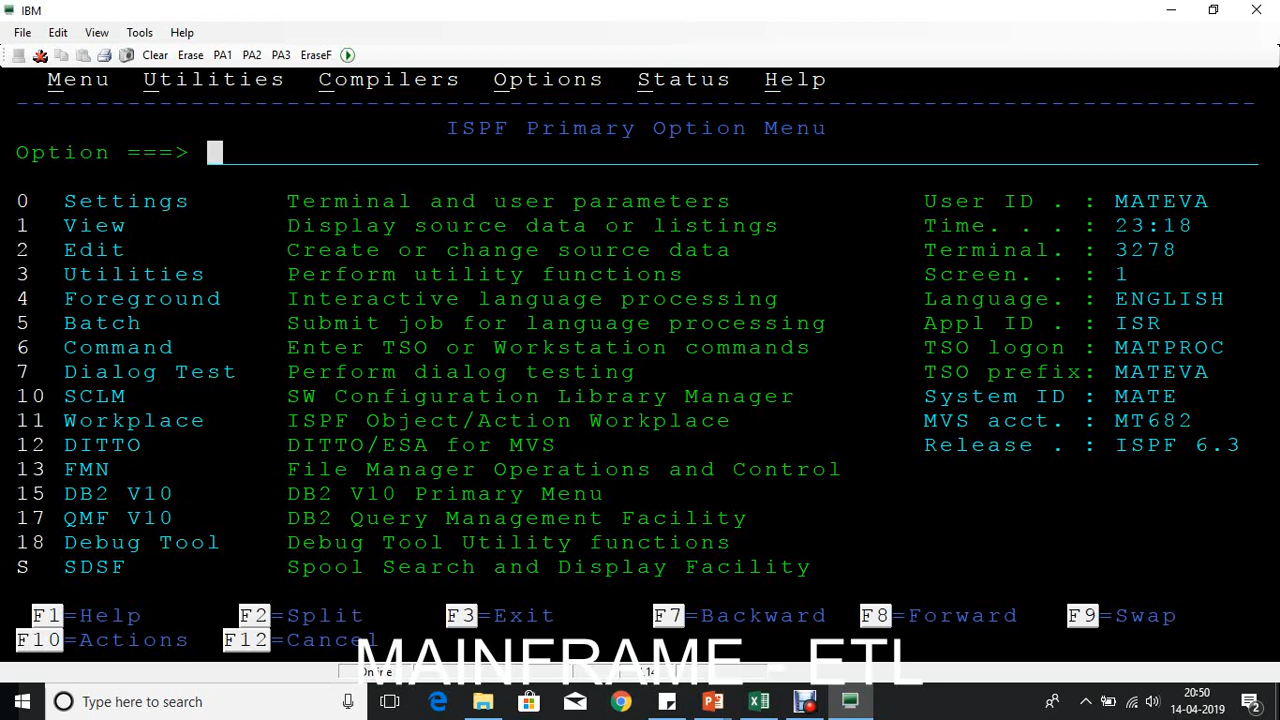 IBM
File Edit View Tools Help
Clear Erase PA1 PA2 PA3 EraseF
Menu Utilities Compilers Options Status Help
ISPF Primary Option Menu
Option ===>
0 Settings Terminal and user parameters User ID . : MATEVA
1 View Display source data or listings Time. . . : 23:18
2 Edit Create or change source data Terminal. : 3278
3 Utilities Perform utility functions Screen. . : 1
4 Foreground Interactive language processing Language. : ENGLISH
5 Batch Submit job for language processing Appl ID . : ISR
6 Command Enter TSO or Workstation commands TSO logon : MATPROC
7 Dialog Test Perform dialog testing TSO prefix: MATEVA
10 SCLM SW Configuration Library Manager System ID : MATE
11 Workplace ISPF Object/Action Workplace MVS acct. : MT682
12 DITTO DITTO/ESA for MVS Release . : ISPF 6.3
13 FMN File Manager Operations and Control
15 DB2 V10 DB2 V10 Primary Menu
17 QMF V10 DB2 Query Management Facility
18 Debug Tool Debug Tool Utility functions
S SDSF Spool Search and Display Facility
F1=Help F2=Split F3=Exit F7=Backward F8=Forward F9=Swap
F10=Actions F12=Cancel
MAINFRAME - ETL
Online
Type here to search
20:50
14-04-2019
2